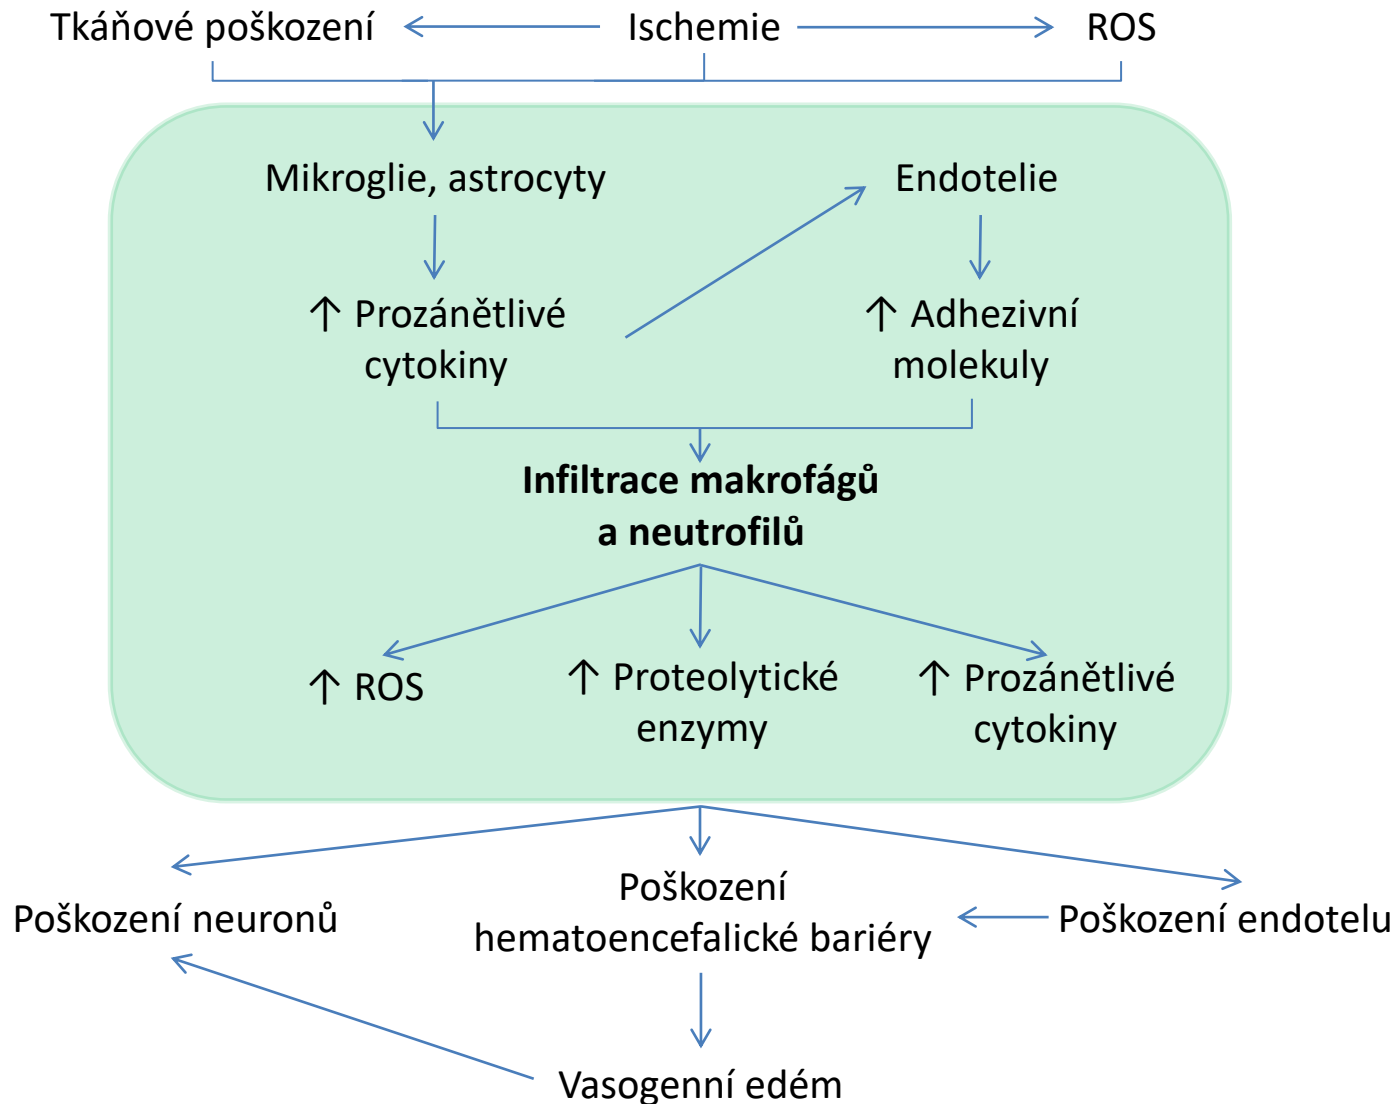 Tkáňové poškození
Ischemie
ROS
Mikroglie, astrocyty
Endotelie
↑ Prozánětlivé
cytokiny
↑ Adhezivní
molekuly
Infiltrace makrofágů
a neutrofilů
↑ ROS
↑ Proteolytické
enzymy
↑ Prozánětlivé
cytokiny
Poškození neuronů
Poškození
hematoencefalické bariéry
Poškození endotelu
Vasogenní edém